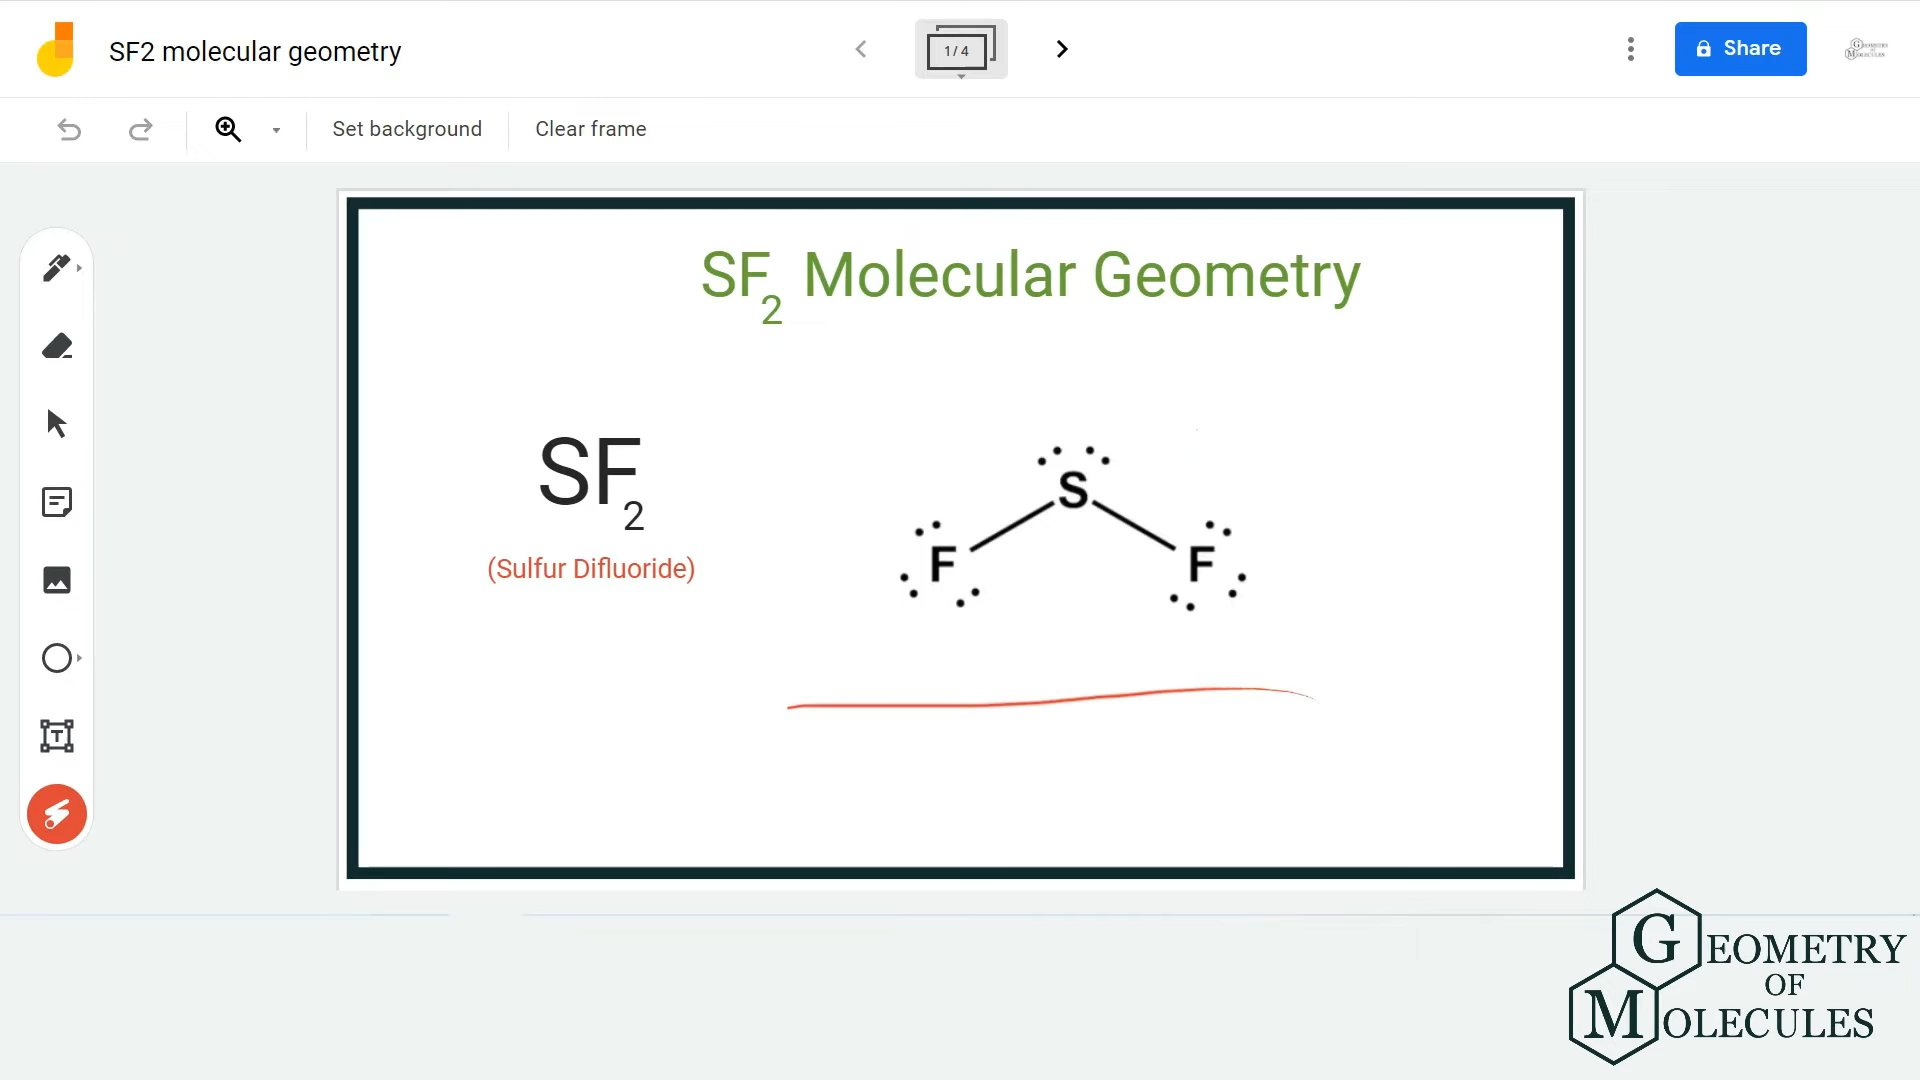 SF2 molecular geometry
1 / 4
Share
Set background
Clear frame
SF2 Molecular Geometry
SF2
(Sulfur Difluoride)
S
F F
GEOMETRY
OF
MOLECULES